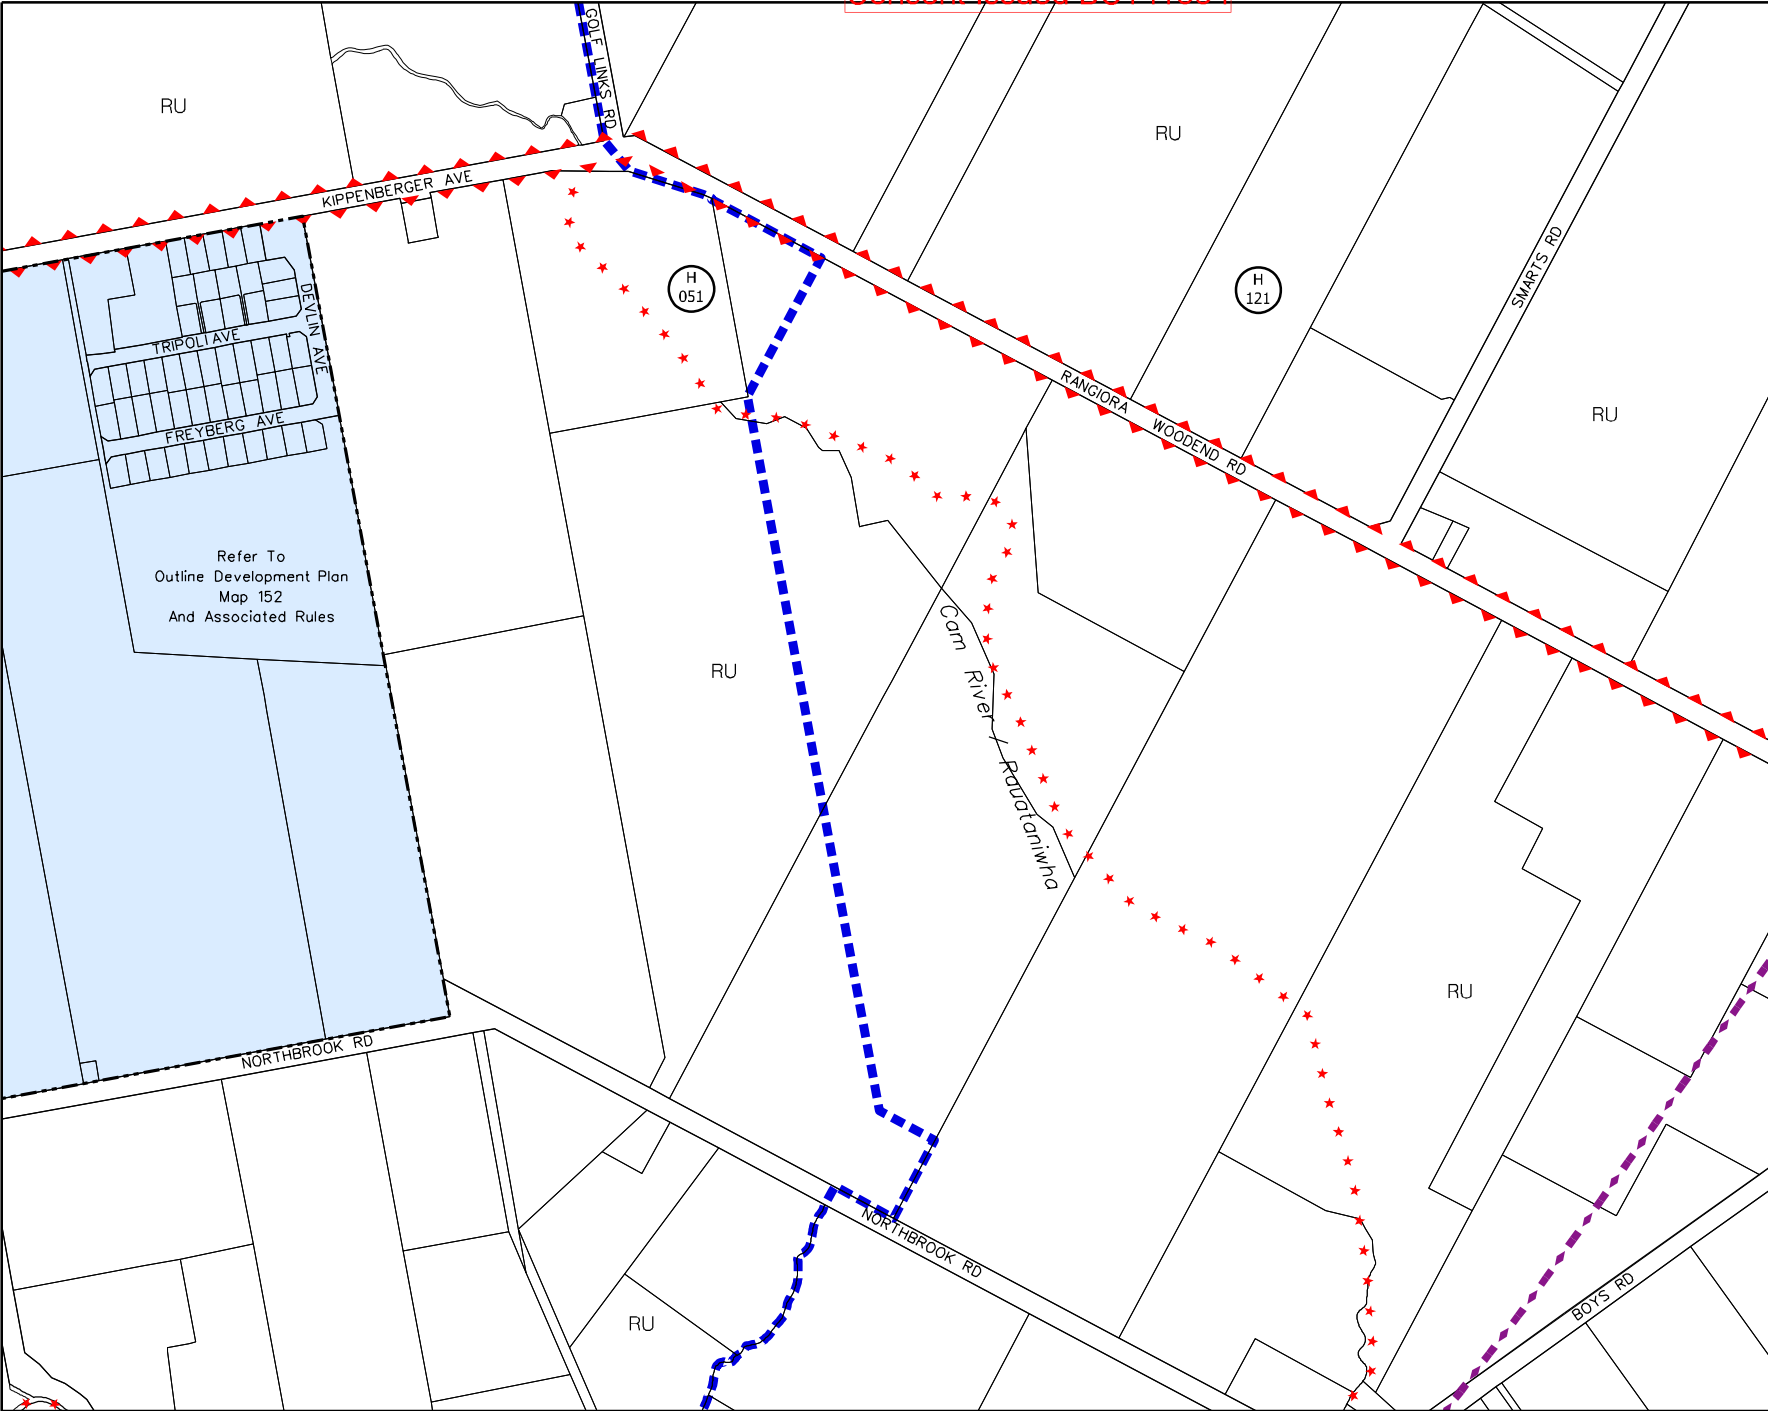 GOLF LINKS RD
RU
RU
KIPPENBERGER AVE
SMARTS RD
H
051
H
121
DEVLIN AVE
TRIPOLI AVE
RANGIORA WOODEND RD
RU
FREYBERG AVE
Refer To
Outline Development Plan
Map 152
And Associated Rules
RU
Cam River / Rauataniwha
RU
NORTHBROOK RD
NORTHBROOK RD
BOYS RD
RU